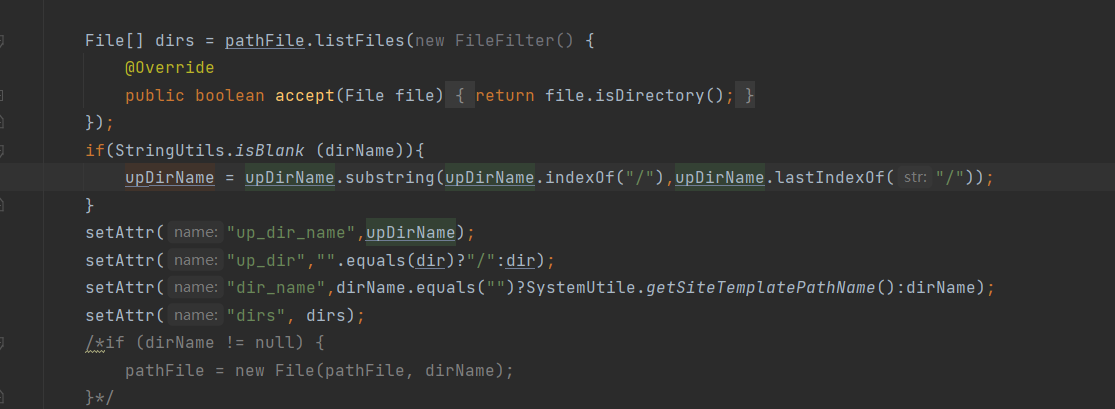 File[] dirs = pathFile.listFiles(new FileFilter() {
@Override
public boolean accept(File file) { return file.isDirectory(); }
});
if(StringUtils.isBlank (dirName)){
upDirName = upDirName.substring(upDirName.indexOf("/"),upDirName.lastIndexOf( str: "/"));
}
setAttr( name: "up_dir_name",upDirName);
setAttr( name: "up_dir","".equals(dir)?"/":dir);
setAttr( name: "dir_name",dirName.equals("")?SystemUtile.getSiteTemplatePathName():dirName);
setAttr( name: "dirs", dirs);
/*if (dirName != null) {
pathFile = new File(pathFile, dirName);
}*/